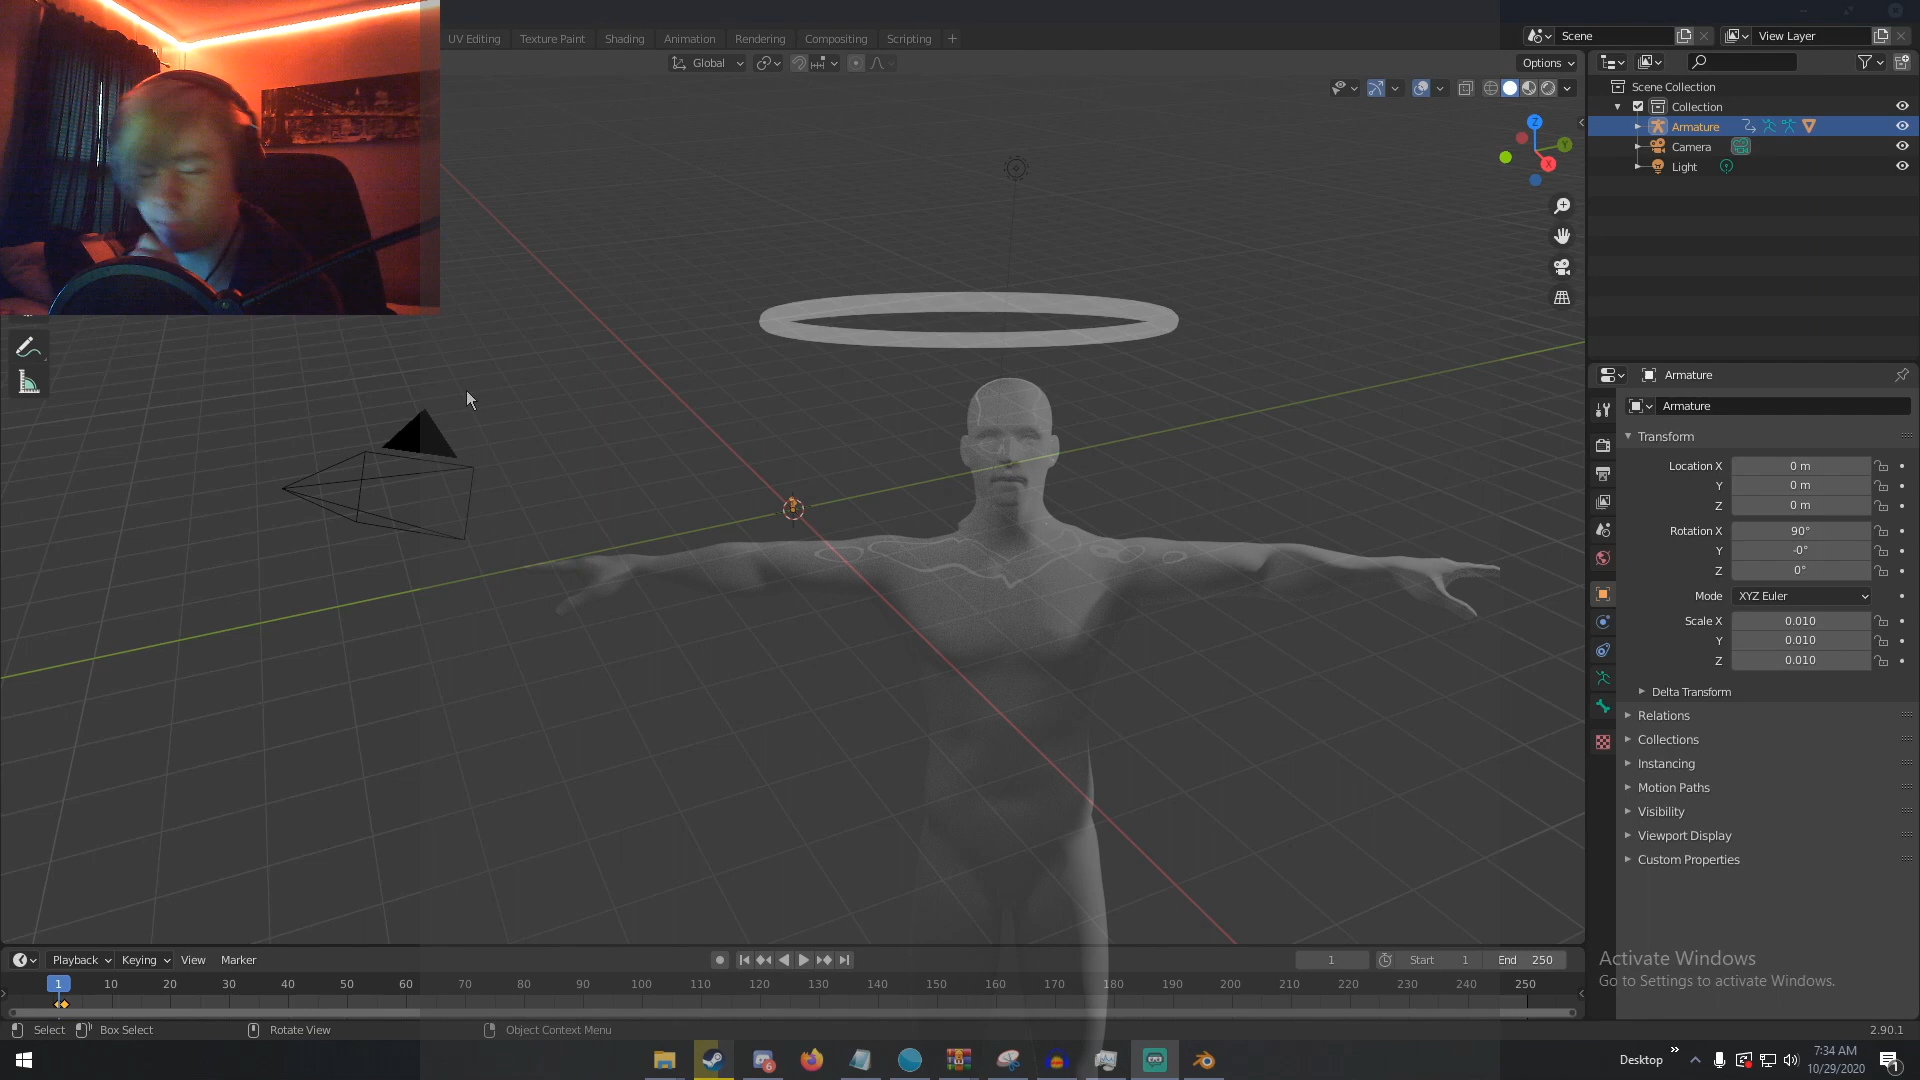 UV Editing Texture Paint Shading Animation Rendering Compositing Scripting
Scene View Layer
Global Options
Scene Collection
Collection
Armature
Camera
Light
X
Y
Z
Armature
Armature
Transform
Location X 0 m
Y 0 m
Z 0 m
Rotation X 90°
Y -0°
Z 0°
Mode XYZ Euler
Scale X 0.010
Y 0.010
Z 0.010
Delta Transform
Relations
Collections
Instancing
Motion Paths
Visibility
Viewport Display
Custom Properties
Activate Windows
Go to Settings to activate Windows.
Playback Keying View Marker 1 Start 1 End 250
1 10 20 30 40 50 60 70 80 90 100 110 120 130 140 150 160 170 180 190 200 210 220 230 240 250
Select Box Select Rotate View Object Context Menu 2.90.1
6 Desktop 7:34 AM
10/29/2020 1